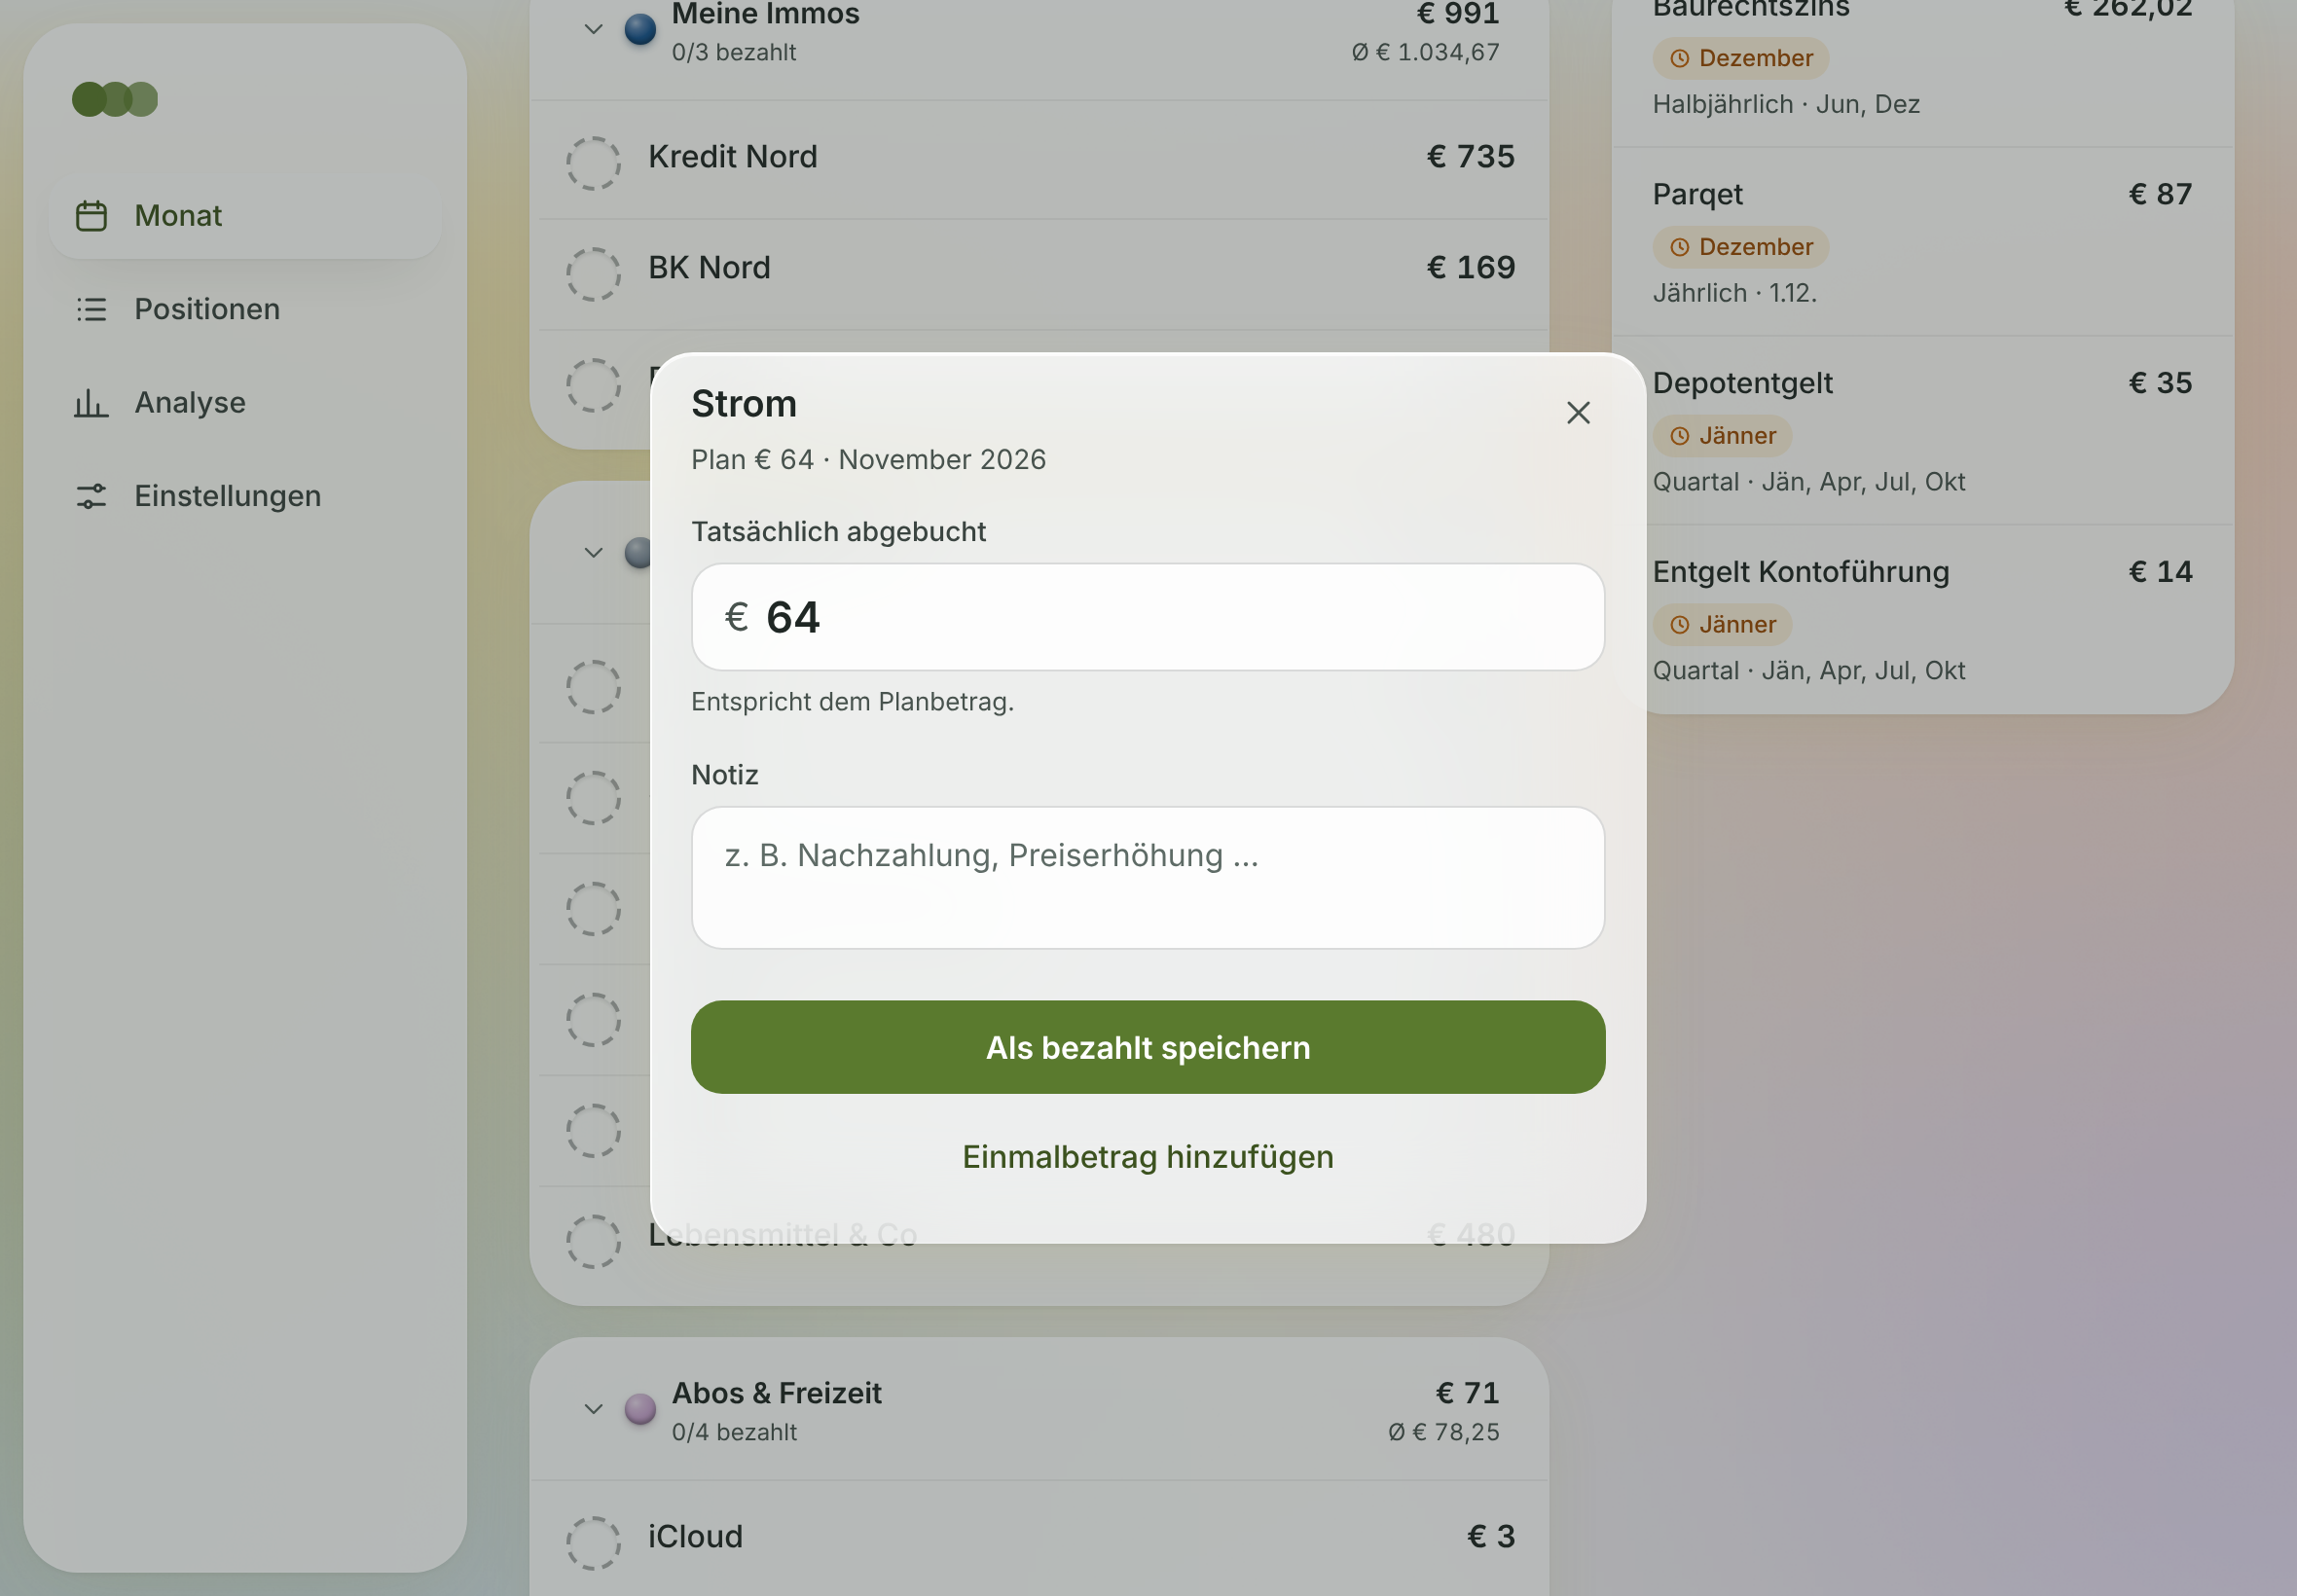 Monat
Positionen
Analyse
Einstellungen
Meine Immos
€ 991
0/3 bezahlt
Ø € 1.034,67
Kredit Nord
€ 735
BK Nord
€ 169
Strom
Plan € 64 · November 2026
Tatsächlich abgebucht
€ 64
Entspricht dem Planbetrag.
Notiz
z. B. Nachzahlung, Preiserhöhung ...
Als bezahlt speichern
Einmalbetrag hinzufügen
Lebensmittel & Co
€ 480
Abos & Freizeit
€ 71
0/4 bezahlt
Ø € 78,25
iCloud
€ 3
Baurechtszins
€ 262,02
Dezember
Halbjährlich · Jun, Dez
Parqet
€ 87
Dezember
Jährlich · 1.12.
Depotentgelt
€ 35
Jänner
Quartal · Jän, Apr, Jul, Okt
Entgelt Kontoführung
€ 14
Jänner
Quartal · Jän, Apr, Jul, Okt